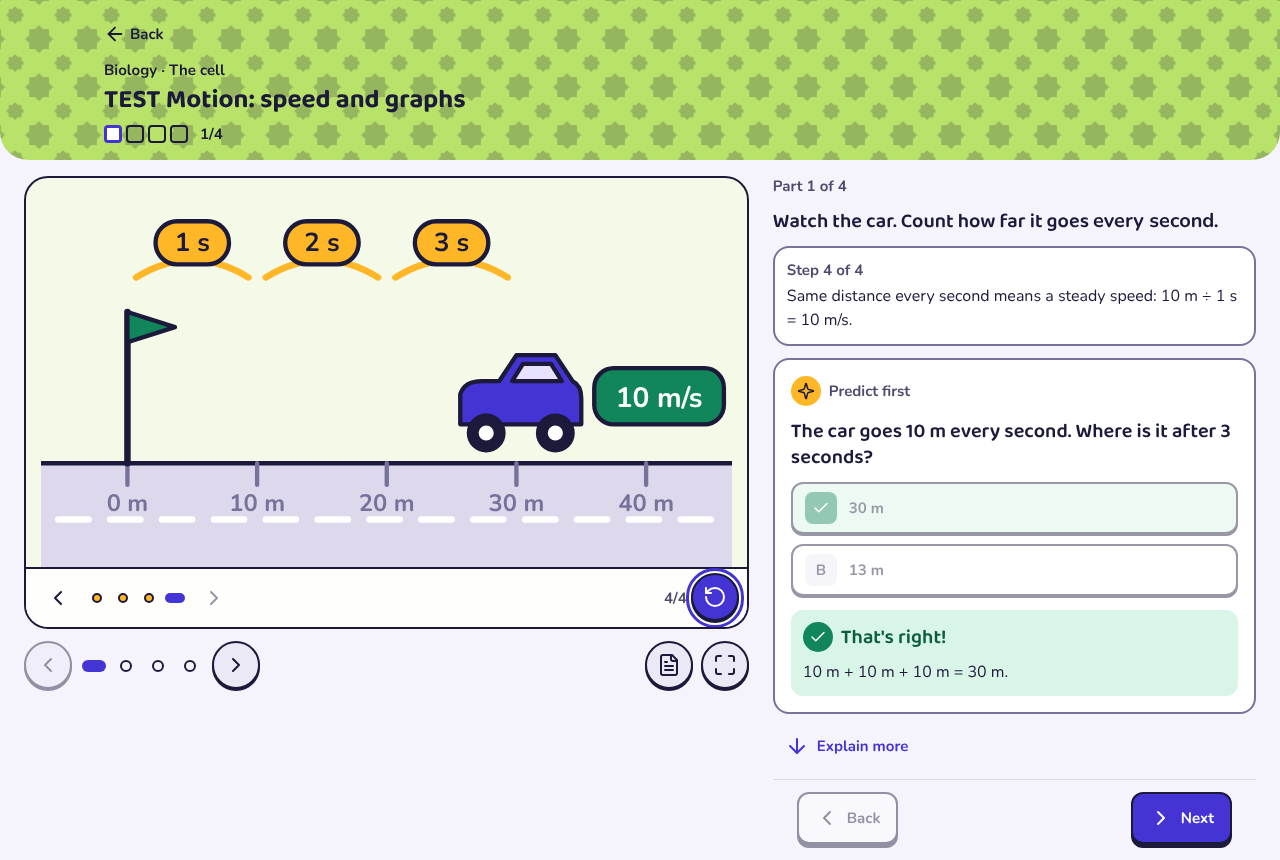 Back
Biology · The cell
TEST Motion: speed and graphs
1/4
1 s
2 s
3 s
10 m/s
0 m
10 m
20 m
30 m
40 m
4/4
Part 1 of 4
Watch the car. Count how far it goes every second.
Step 4 of 4
Same distance every second means a steady speed: 10 m ÷ 1 s
= 10 m/s.
Predict first
The car goes 10 m every second. Where is it after 3
seconds?
30 m
B
13 m
That's right!
10 m + 10 m + 10 m = 30 m.
Explain more
Back
Next